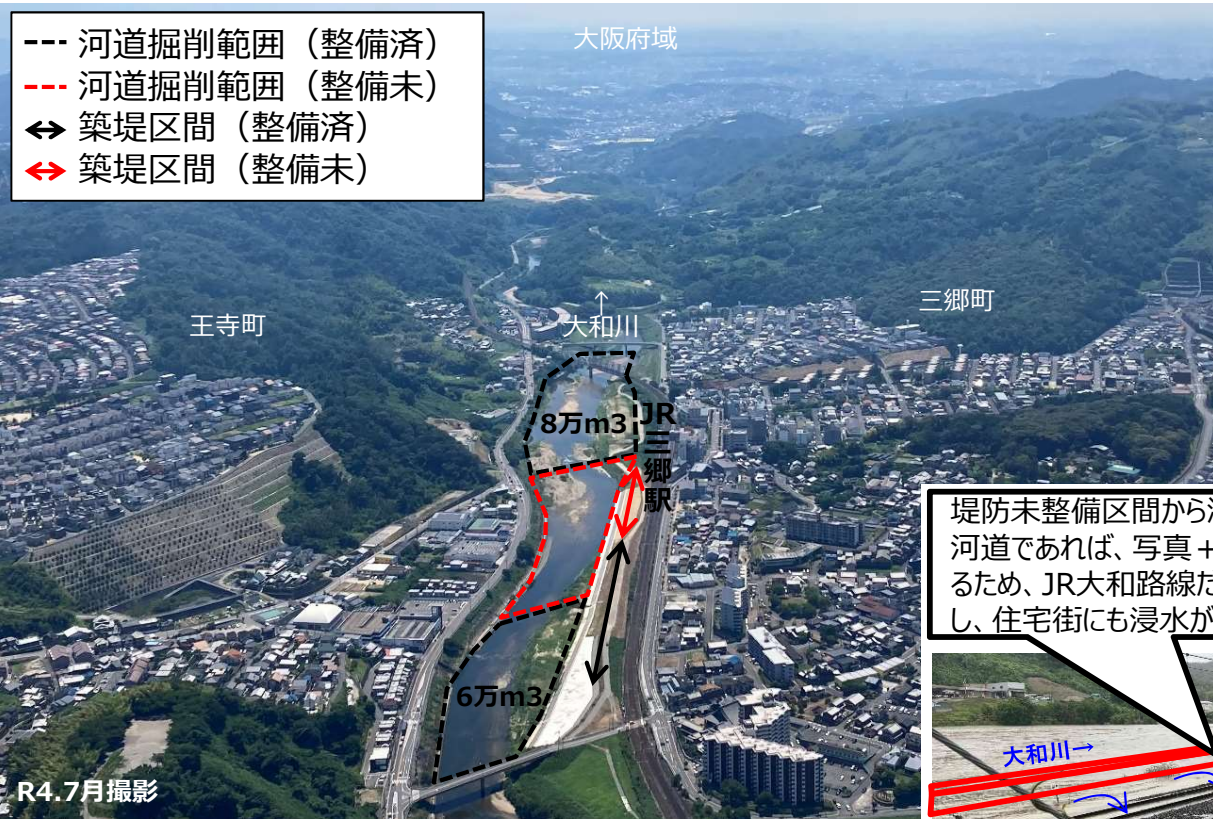 河道掘削範囲（整備済）
河道掘削範囲（整備未）
築堤区間（整備済）
築堤区間（整備未）
大阪府域
王寺町
↑
大和川
三郷町
8万m3
JR三郷駅
6万m3
堤防未整備区間から
河道であれば、写真＋
るため、JR大和路線だ
し、住宅街にも浸水が
大和川→
R4.7月撮影